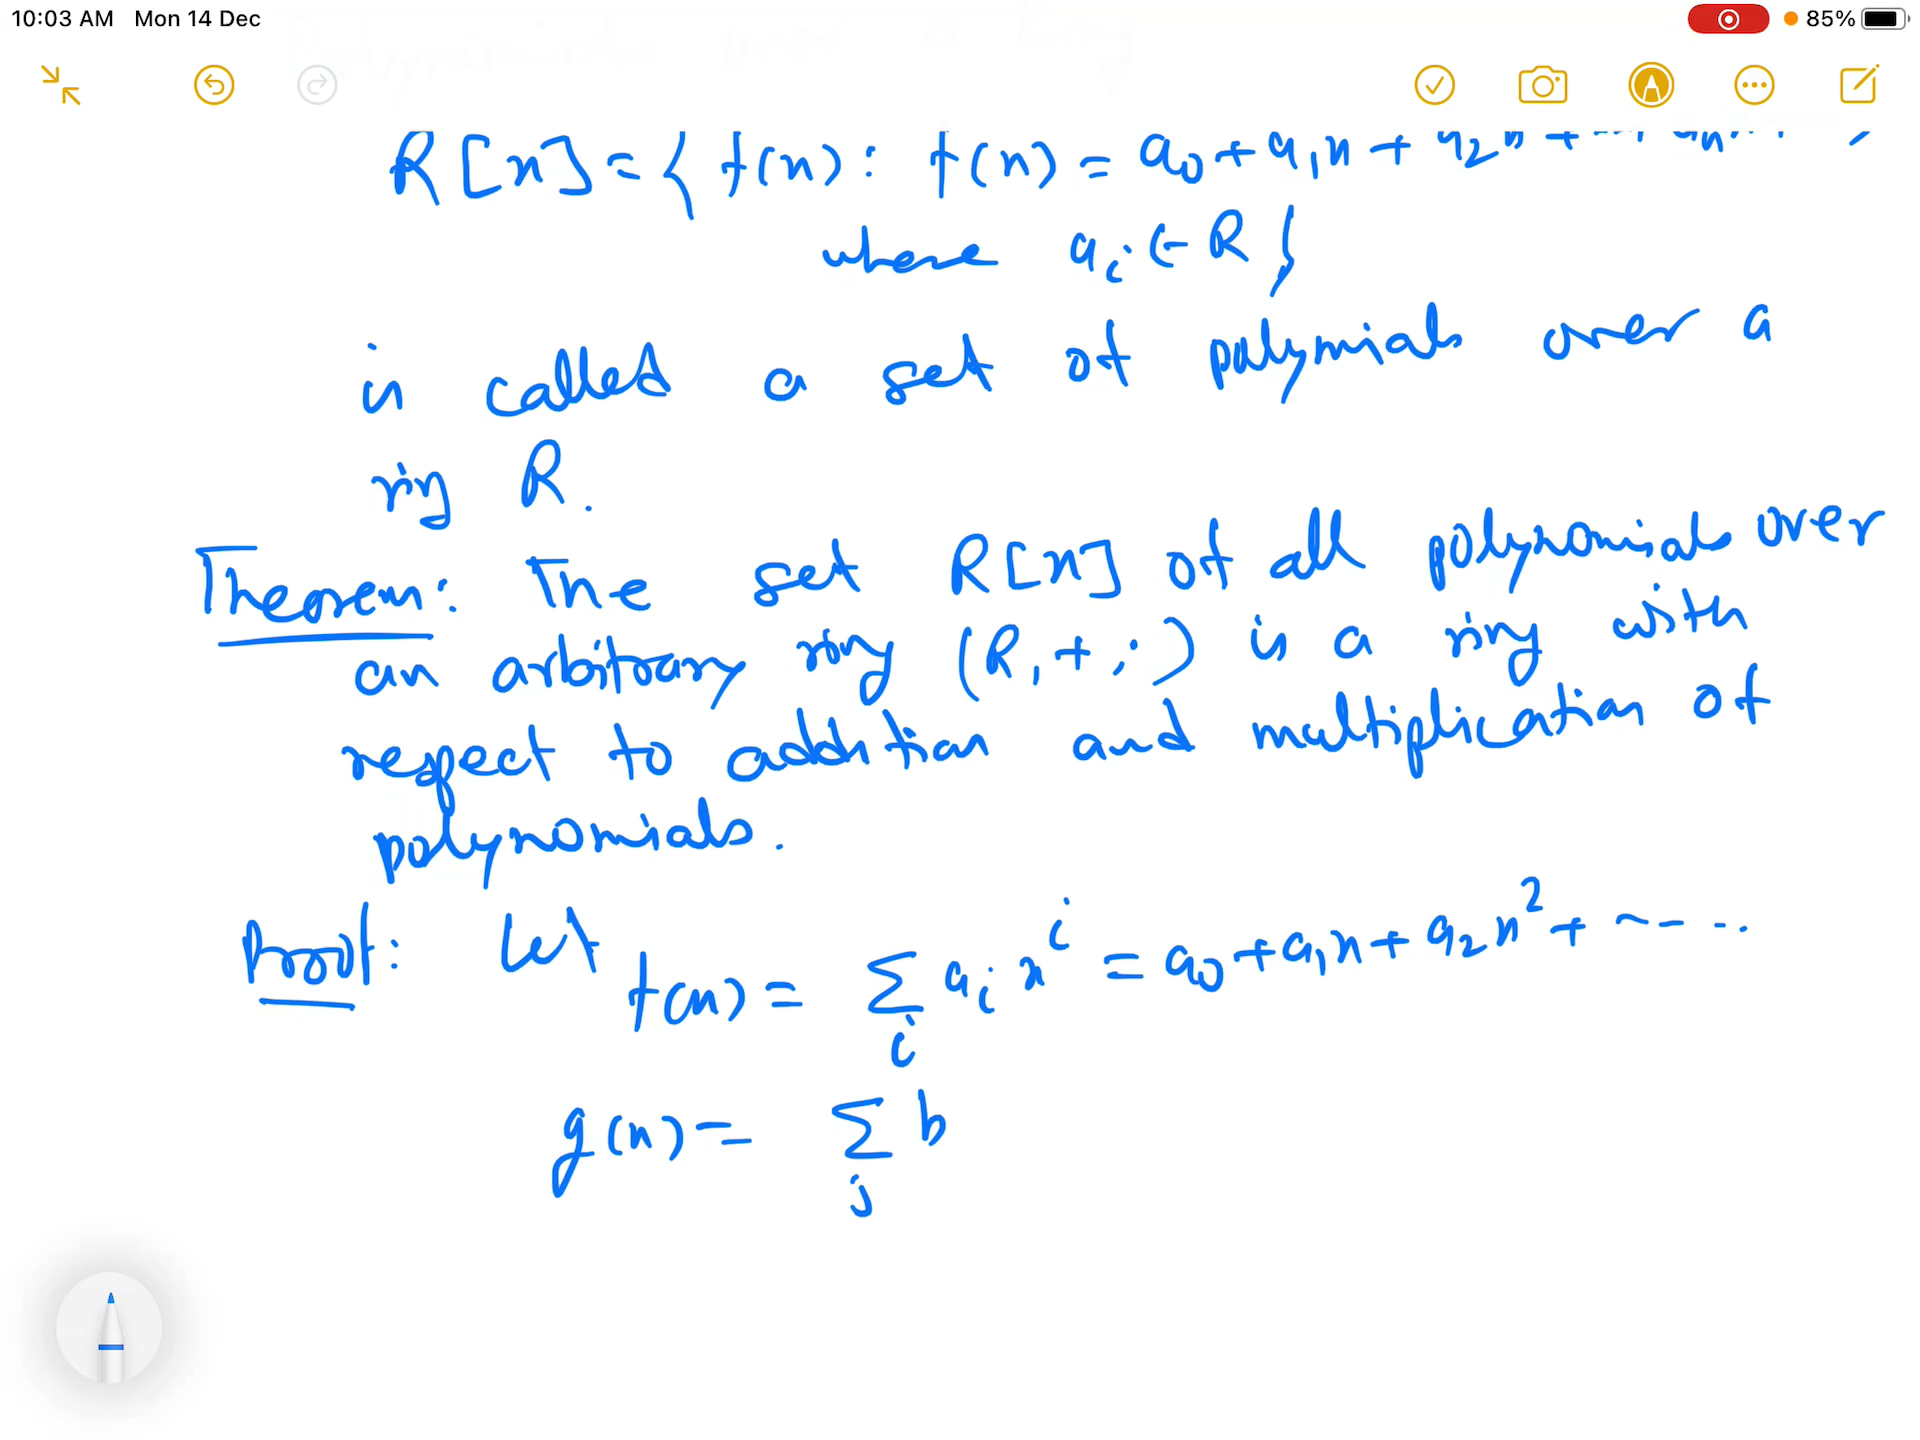 10:03 AM Mon 14 Dec 85%
R[x] = { f(x) : f(x) = a₀ + a₁x + a₂x + ... aₙxⁿ
where aᵢ ∈ R }
is called a set of polymials over a
ring R.
Theorem: The set R[x] of all polynomials over
an arbitrary ring (R, +, ·) is a ring with
respect to addition and multiplication of
polynomials.
Proof: Let
f(x) = Σᵢ aᵢ xⁱ = a₀ + a₁x + a₂x² + -----
g(x) = Σⱼ b